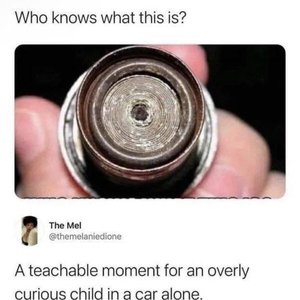 Who knows what this is?
The Mel
@themelaniedione
A teachable moment for an overly
curious child in a car alone.